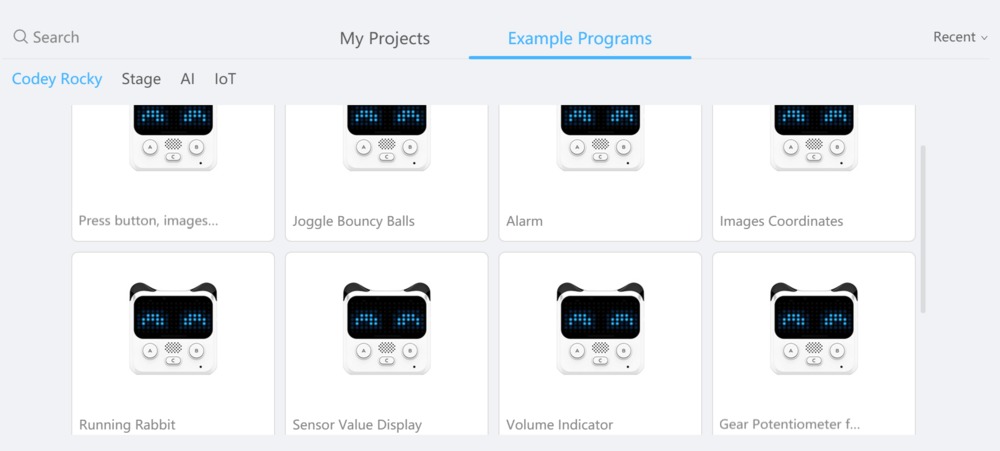 Search
My Projects
Example Programs
Recent
Codey Rocky
Stage
AI
IoT
A
B
C
A
B
C
A
B
C
A
B
C
Press button, images...
Joggle Bouncy Balls
Alarm
Images Coordinates
A
B
C
A
B
C
A
B
C
A
B
C
Running Rabbit
Sensor Value Display
Volume Indicator
Gear Potentiometer f...